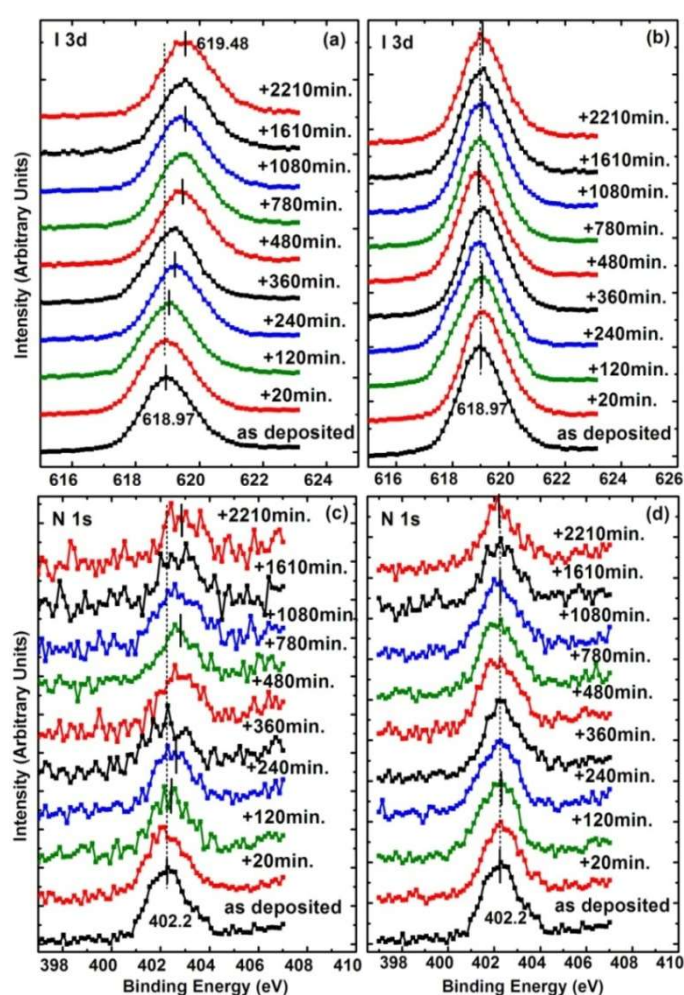 I 3d
619.48
(a)
+2210min.
+1610min.
+1080min.
+780min.
+480min.
+360min.
+240min.
+120min.
+20min.
618.97
as deposited
616 618 620 622 624
I 3d
(b)
+2210min.
+1610min.
+1080min.
+780min.
+480min.
+360min.
+240min.
+120min.
+20min.
618.97
as deposited
616 618 620 622 624 626
Intensity (Arbitrary Units)
N 1s
+2210min.
(c)
+1610min.
+1080min
+780min.
+480min.
+360min.
+240min.
+120min.
+20min.
as deposited
402.2
398 400 402 404 406 408 410
Binding Energy (eV)
N 1s
(d)
+2210min.
+1610min.
+1080min.
+780min.
+480min.
+360min.
+240min.
+120min.
+20min.
as deposited
402.2
398 400 402 404 406 408 410
Binding Energy (eV)
Intensity (Arbitrary Units)